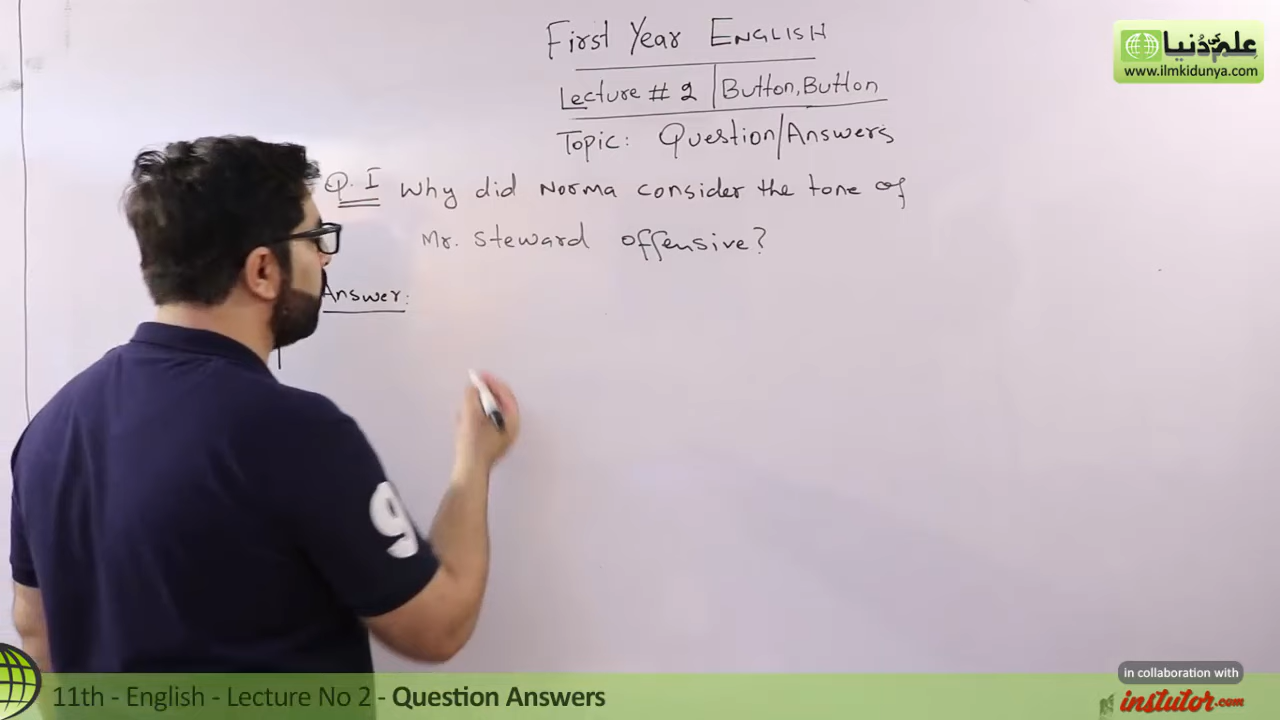 First Year ENGLISH
علم کی دُنیا
www.ilmkidunya.com
Lecture # 2 | Button, Button
Topic: Question/Answers
Q. I Why did Norma consider the tone of
Mr. Steward offensive?
Answer:
9
in collaboration with
instutor.com
11th - English - Lecture No 2 - Question Answers